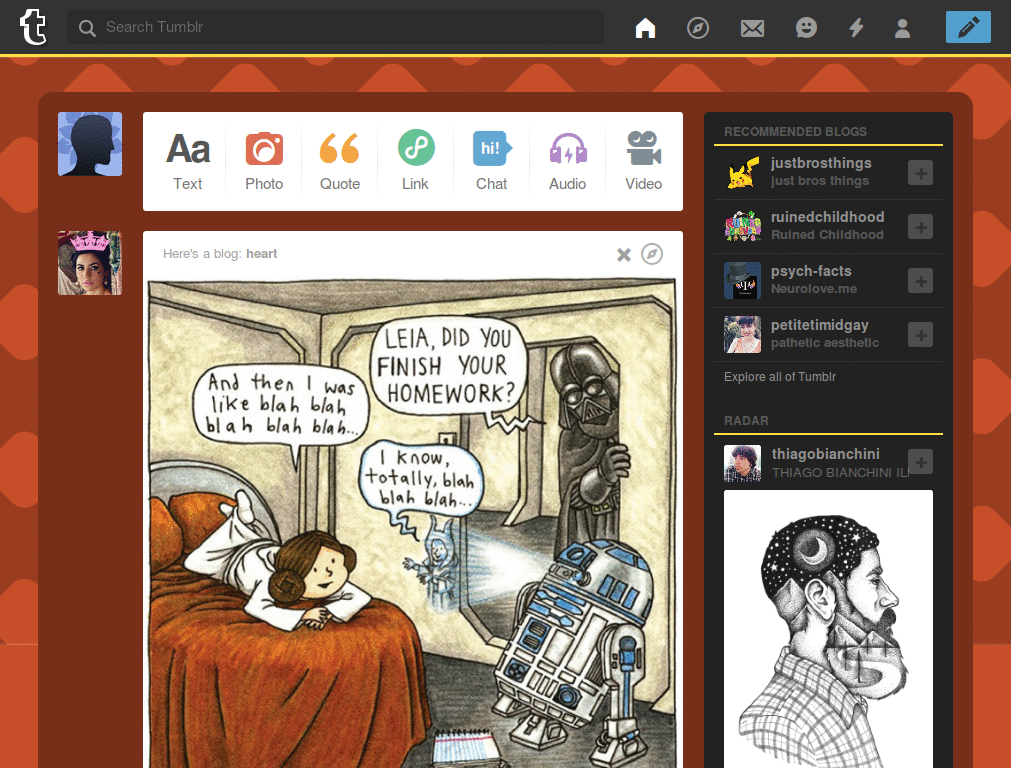 t
Search Tumblr
Aa
hi!
Text
Photo
Quote
Link
Chat
Audio
Video
Here's a blog: heart
LEIA, DID YOU
FINISH YOUR
HOMEWORK?
And then I was
like blah blah
blah blah blah...
I know,
totally, blah
blah blah...
RECOMMENDED BLOGS
justbrosthings
just bros things
ruinedchildhood
Ruined Childhood
psych-facts
Neurolove.me
petitetimidgay
pathetic aesthetic
Explore all of Tumblr
RADAR
thiagobianchini
THIAGO BIANCHINI IL